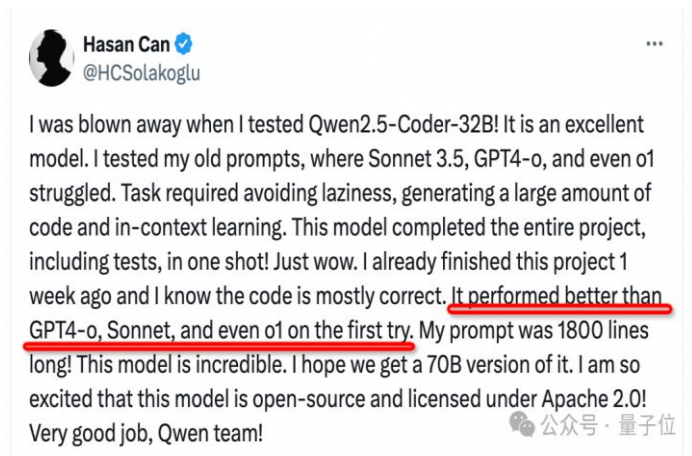 Hasan Can
@HCSolakoglu
I was blown away when I tested Qwen2.5-Coder-32B! It is an excellent
model. I tested my old prompts, where Sonnet 3.5, GPT4-o, and even o1
struggled. Task required avoiding laziness, generating a large amount of
code and in-context learning. This model completed the entire project,
including tests, in one shot! Just wow. I already finished this project 1
week ago and I know the code is mostly correct. It performed better than
GPT4-o, Sonnet, and even o1 on the first try. My prompt was 1800 lines
long! This model is incredible. I hope we get a 70B version of it. I am so
excited that this model is open-source and licensed under Apache 2.0!
Very good job, Qwen team!
公众号 · 量子位